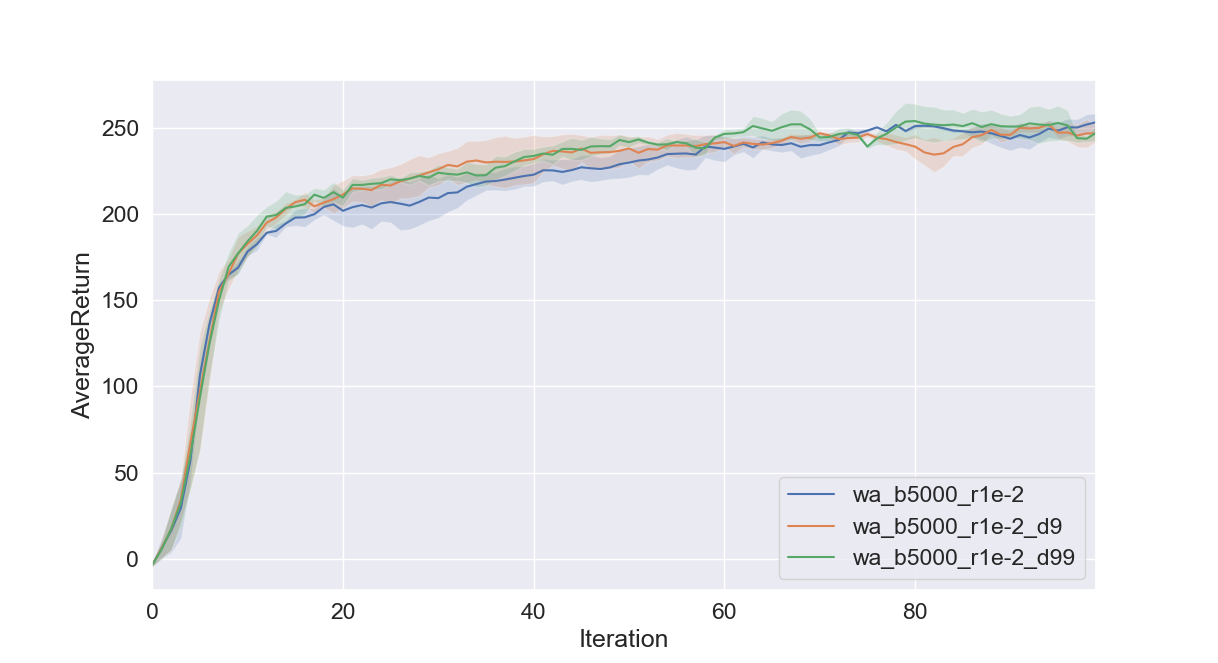 250
200
150
100
50
0
AverageReturn
wa_b5000_r1e-2
wa_b5000_r1e-2_d9
wa_b5000_r1e-2_d99
0 20 40 60 80
Iteration